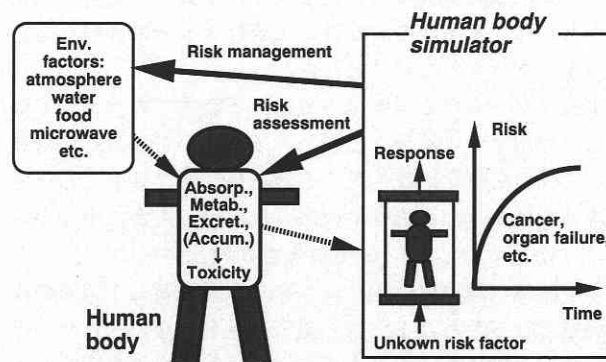 Env.
factors:
atmosphere
water
food
microwave
etc.
Risk management
Risk
assessment
Absorp.,
Metab.,
Excret.,
(Accum.)
↓
Toxicity
Human
body
Human body
simulator
Response
Risk
Cancer,
organ failure,
etc.
Time
Unkown risk factor